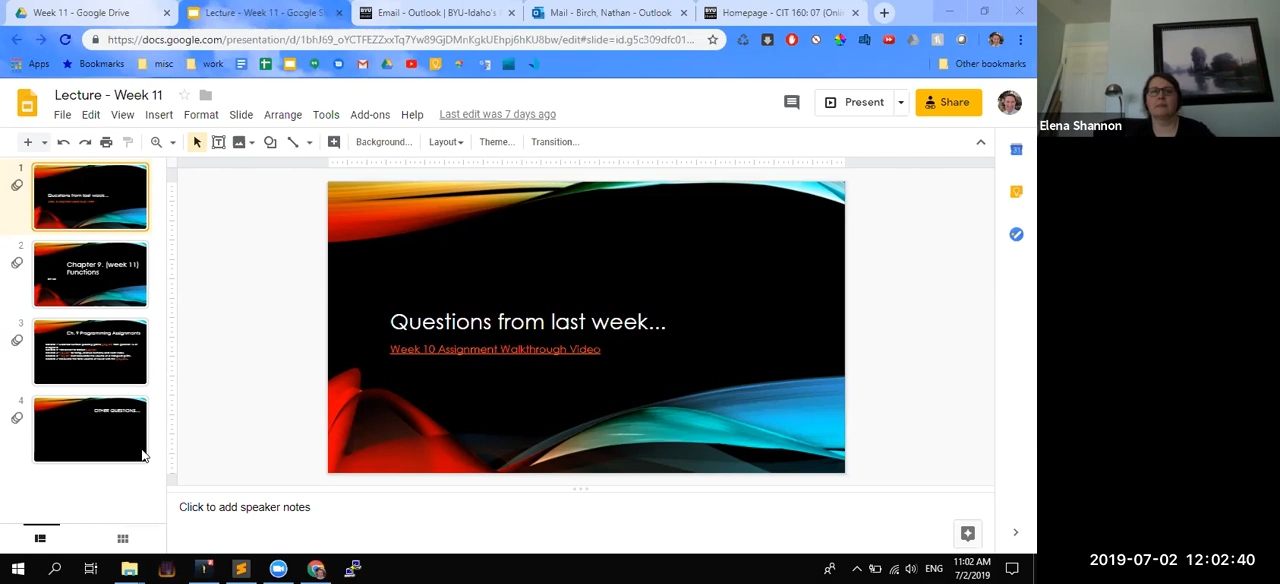 Week 11 - Google Drive
Lecture - Week 11 - Google Sl
Email - Outlook | BYU-Idaho's
Mail - Birch, Nathan - Outlook
Homepage - CIT 160: 07 (Onli
https://docs.google.com/presentation/d/1bhJ69_oYCTFEZZxxTq7Yw89GjDMnKgkUEhpj6hKU8bw/edit#slide=id.g5c309dfc01...
Apps
Bookmarks
misc
work
Other bookmarks
Lecture - Week 11
File Edit View Insert Format Slide Arrange Tools Add-ons Help Last edit was 7 days ago
Present
Share
Background...
Layout
Theme...
Transition...
1
Questions from last week...
2
Chapter 9. (week 11)
Functions
3
Ch. 9 Programming Assignments
4
OTHER QUESTIONS...
Questions from last week...
Week 10 Assignment Walkthrough Video
Click to add speaker notes
31
Elena Shannon
ENG
11:02 AM
7/2/2019
2019-07-02 12:02:40